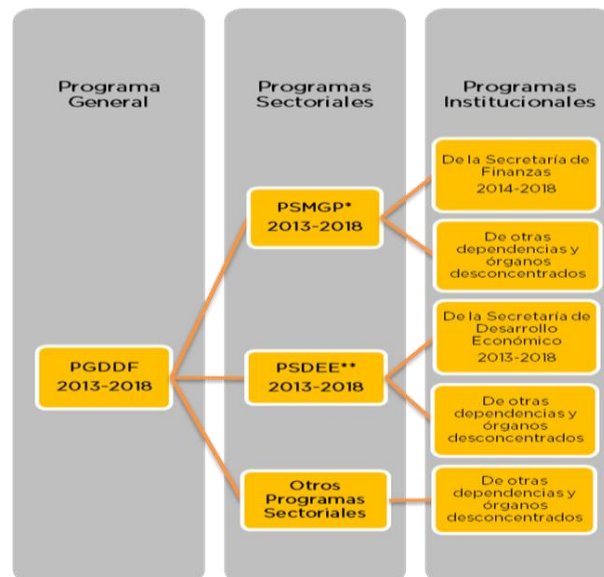 Programa
General
Programas
Sectoriales
Programas
Institucionales
PGDDF
2013-2018
PSMGP*
2013-2018
PSDEE**
2013-2018
Otros
Programas
Sectoriales
De la Secretaría de
Finanzas
2014-2018
De otras
dependencias y
órganos
desconcentrados
De la Secretaría de
Desarrollo
Económico
2013-2018
De otras
dependencias y
órganos
desconcentrados
De otras
dependencias y
órganos
desconcentrados